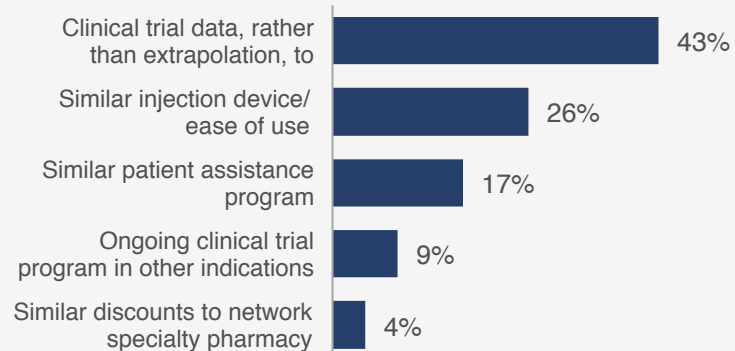 Clinical trial data, rather
than extrapolation, to
43%
Similar injection device/
ease of use
26%
Similar patient assistance
program
17%
Ongoing clinical trial
program in other indications
9%
Similar discounts to network
specialty pharmacy
4%